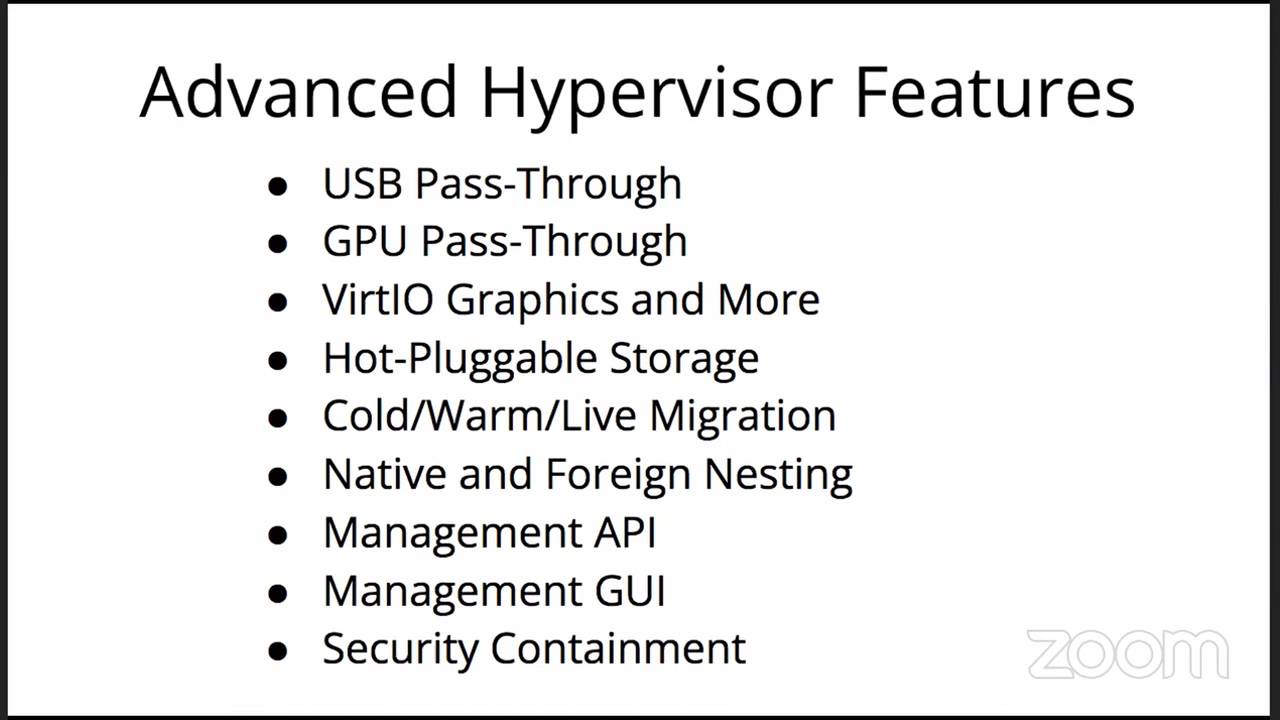 Advanced Hypervisor Features
● USB Pass-Through
● GPU Pass-Through
● VirtIO Graphics and More
● Hot-Pluggable Storage
● Cold/Warm/Live Migration
● Native and Foreign Nesting
● Management API
● Management GUI
● Security Containment
zoom